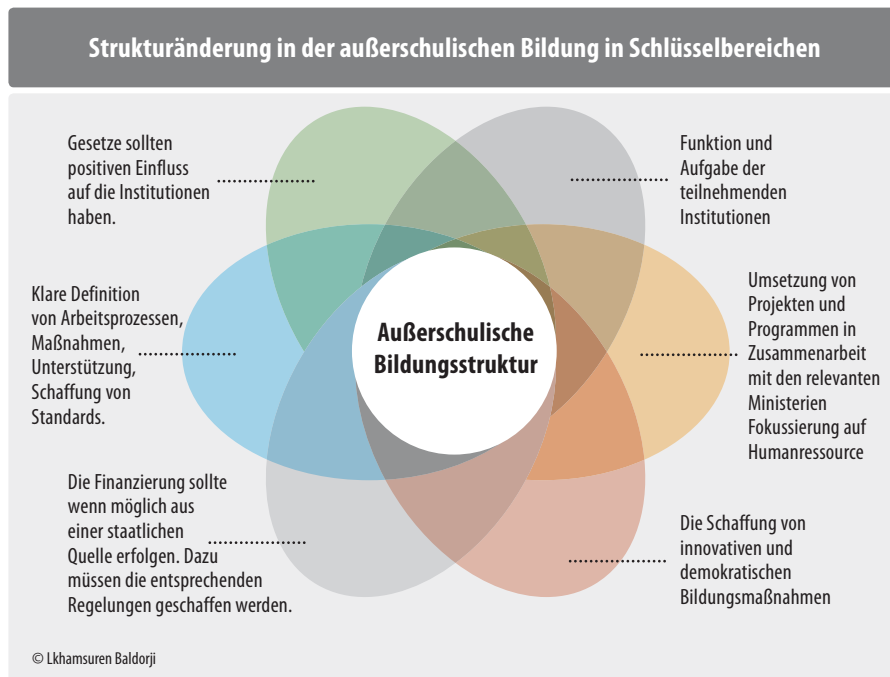 Strukturänderung in der außerschulischen Bildung in Schlüsselbereichen
Gesetze sollten
positiven Einfluss
auf die Institutionen
haben.
Funktion und
Aufgabe der
teilnehmenden
Institutionen
Klare Definition
von Arbeitsprozessen,
Maßnahmen,
Unterstützung,
Schaffung von
Standards.
Außerschulische
Bildungsstruktur
Umsetzung von
Projekten und
Programmen in
Zusammenarbeit
mit den relevanten
Ministerien
Fokussierung auf
Humanressource
Die Finanzierung sollte
wenn möglich aus
einer staatlichen
Quelle erfolgen. Dazu
müssen die entsprechenden
Regelungen geschaffen werden.
Die Schaffung von
innovativen und
demokratischen
Bildungsmaßnahmen
© Lkhamsuren Baldorji